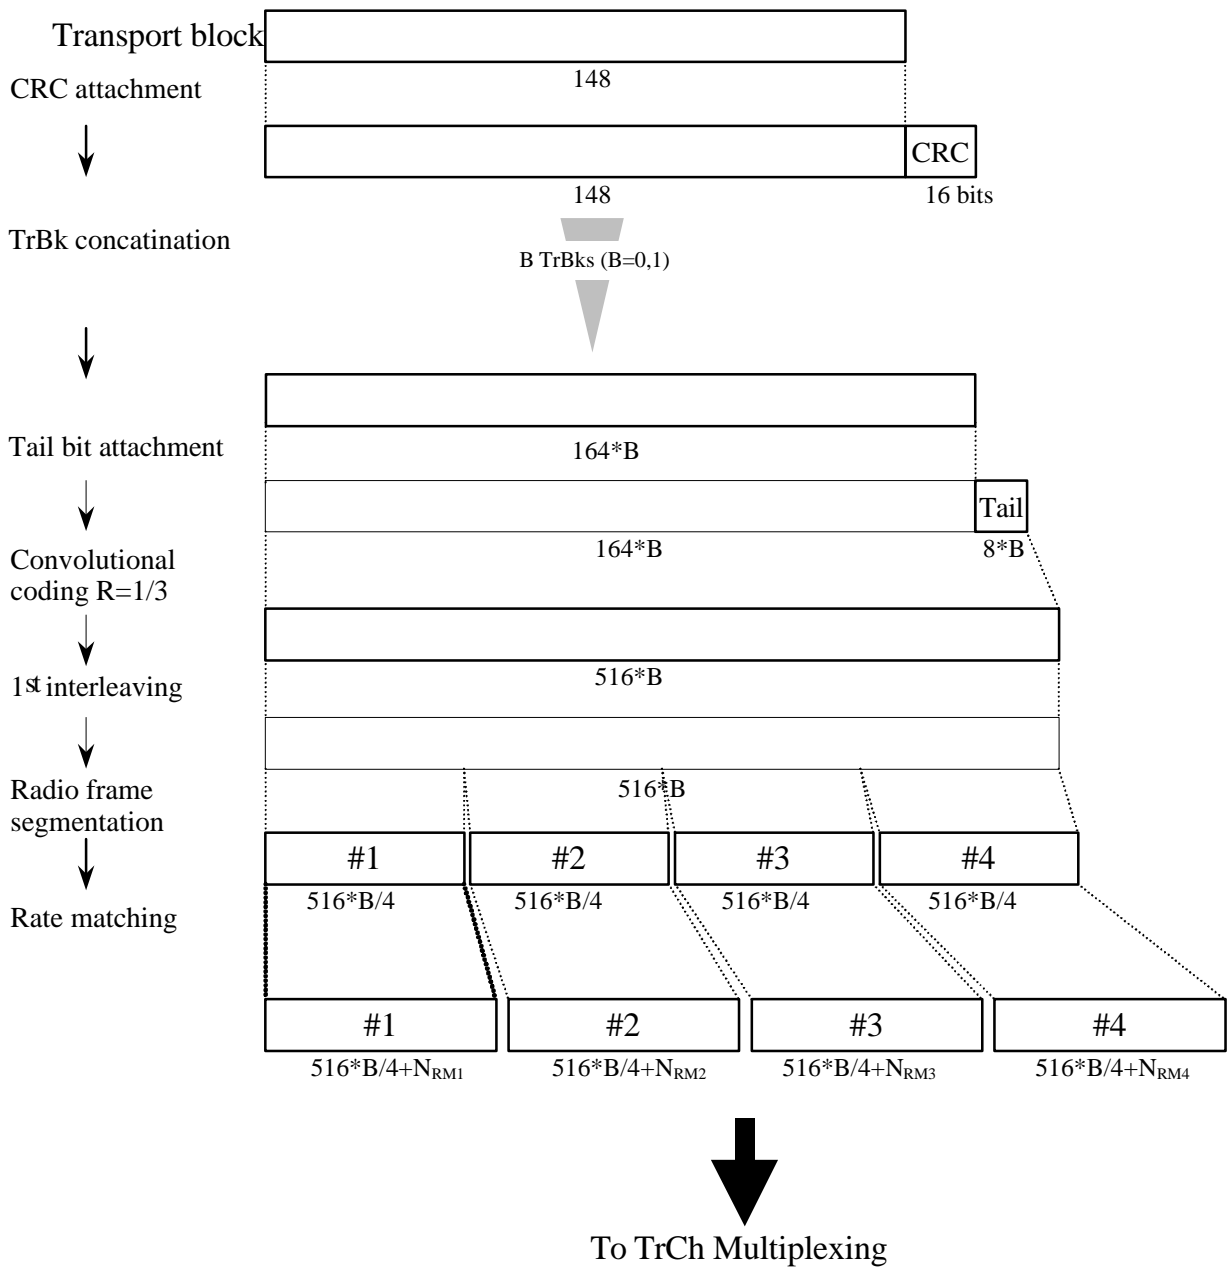 Transport block
148
CRC attachment
CRC
148
16 bits
TrBk concatination
B TrBks (B=0,1)
Tail bit attachment
164*B
Tail
164*B
8*B
Convolutional
coding R=1/3
516*B
1st interleaving
516*B
Radio frame
segmentation
#1 #2 #3 #4
516*B/4 516*B/4 516*B/4 516*B/4
Rate matching
#1 #2 #3 #4
516*B/4+NRM1 516*B/4+NRM2 516*B/4+NRM3 516*B/4+NRM4
To TrCh Multiplexing